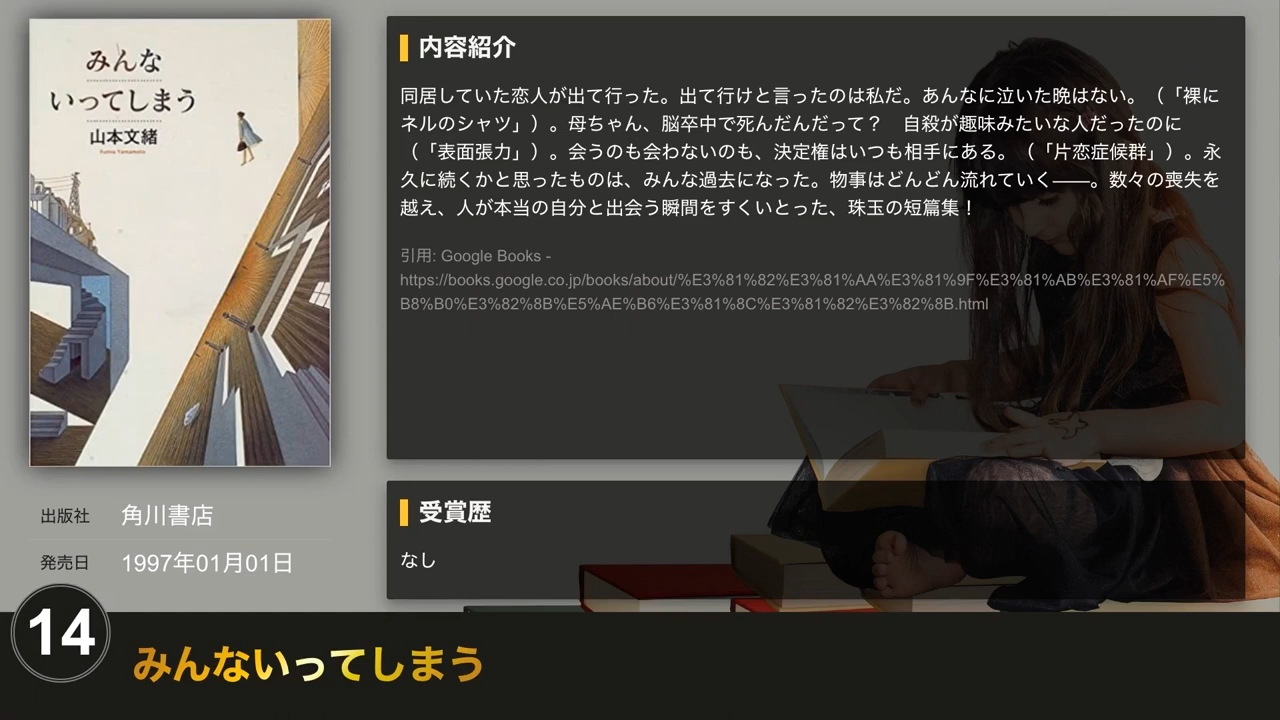 みんな
いってしまう
山本文緒
Fumio Yamamoto
出版社 角川書店
発売日 1997年01月01日
内容紹介
同居していた恋人が出て行った。出て行けと言ったのは私だ。あんなに泣いた晩はない。（「裸に
ネルのシャツ」）。母ちゃん、脳卒中で死んだんだって？　自殺が趣味みたいな人だったのに
（「表面張力」）。会うのも会わないのも、決定権はいつも相手にある。（「片恋症候群」）。永
久に続くかと思ったものは、みんな過去になった。物事はどんどん流れていく――。数々の喪失を
越え、人が本当の自分と出会う瞬間をすくいとった、珠玉の短篇集！
引用: Google Books -
https://books.google.co.jp/books/about/%E3%81%82%E3%81%AA%E3%81%9F%E3%81%AB%E3%81%AF%E5%
B8%B0%E3%82%8B%E5%AE%B6%E3%81%8C%E3%81%82%E3%82%8B.html
受賞歴
なし
14
みんないってしまう